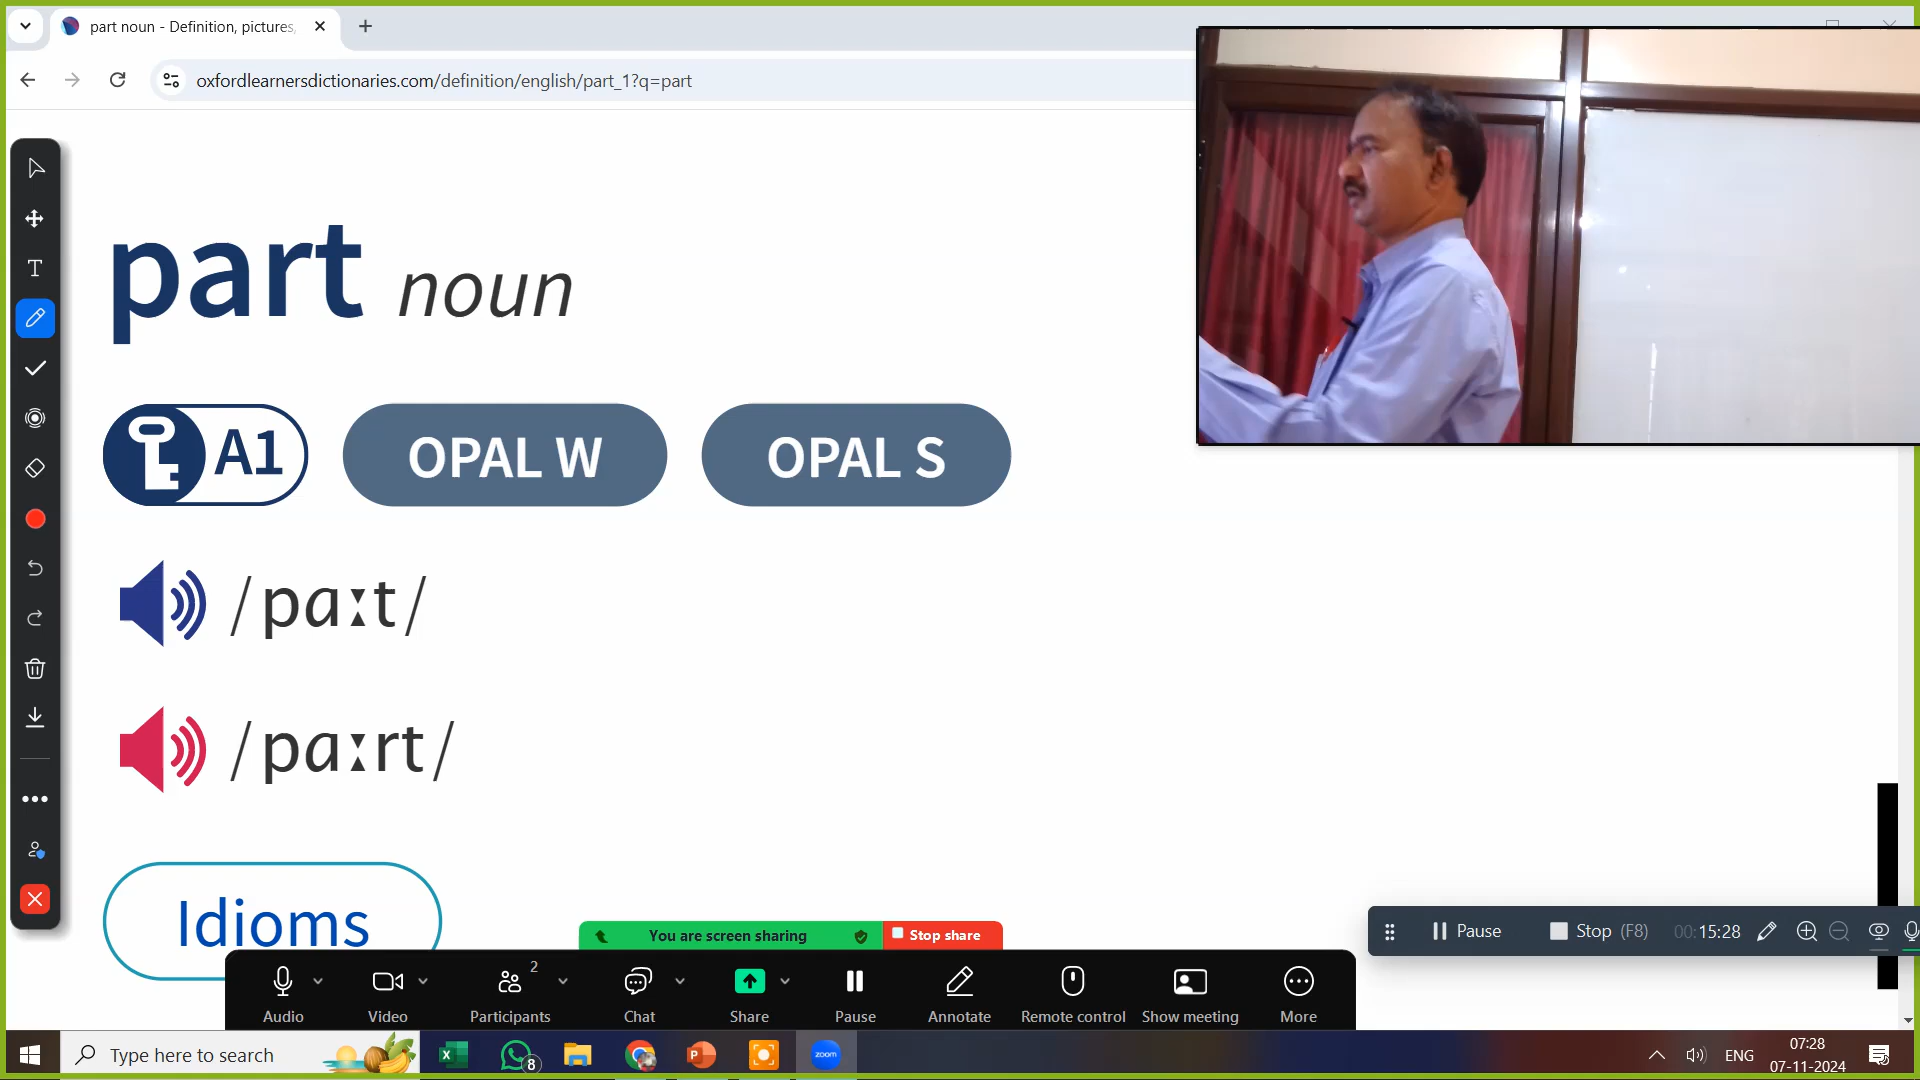 part noun - Definition, pictures,
oxfordlearnersdictionaries.com/definition/english/part_1?q=part
T
part noun
A1 OPAL W OPAL S
/pɑːt/
/pɑːrt/
Idioms
You are screen sharing Stop share
Pause Stop (F8) 00:15:28
2
Audio Video Participants Chat Share Pause Annotate Remote control Show meeting More
Type here to search
8
zoom
ENG
07:28
07-11-2024